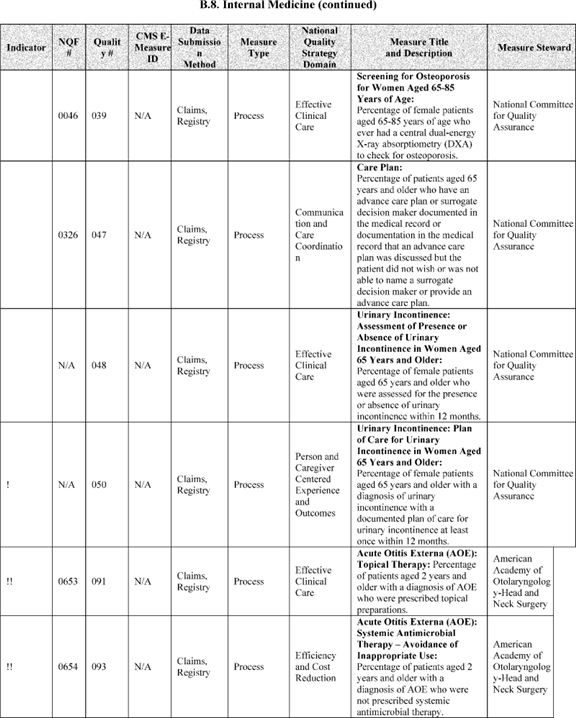 B.8. Internal Medicine (continued)
Indicator
NQF
#
Qualit
y #
CMS E-
Measure
ID
Data
Submissio
n
Method
Measure
Type
National
Quality
Strategy
Domain
Measure Title
and Description
Measure Steward
0046
039
N/A
Claims,
Registry
Process
Effective
Clinical
Care
Screening for Osteoporosis
for Women Aged 65-85
Years of Age:
Percentage of female patients
aged 65-85 years of age who
ever had a central dual-energy
X-ray absorptiometry (DXA)
to check for osteoporosis.
National Committee
for Quality
Assurance
0326
047
N/A
Claims,
Registry
Process
Communica
tion and
Care
Coordinatio
n
Care Plan:
Percentage of patients aged 65
years and older who have an
advance care plan or surrogate
decision maker documented in
the medical record or
documentation in the medical
record that an advance care
plan was discussed but the
patient did not wish or was not
able to name a surrogate
decision maker or provide an
advance care plan.
National Committee
for Quality
Assurance
N/A
048
N/A
Claims,
Registry
Process
Effective
Clinical
Care
Urinary Incontinence:
Assessment of Presence or
Absence of Urinary
Incontinence in Women Aged
65 Years and Older:
Percentage of female patients
aged 65 years and older who
were assessed for the presence
or absence of urinary
incontinence within 12 months.
National Committee
for Quality
Assurance
!
N/A
050
N/A
Claims,
Registry
Process
Person and
Caregiver
Centered
Experience
and
Outcomes
Urinary Incontinence: Plan
of Care for Urinary
Incontinence in Women Aged
65 Years and Older:
Percentage of female patients
aged 65 years and older with a
diagnosis of urinary
incontinence with a
documented plan of care for
urinary incontinence at least
once within 12 months.
National Committee
for Quality
Assurance
!!
0653
091
N/A
Claims,
Registry
Process
Effective
Clinical
Care
Acute Otitis Externa (AOE):
Topical Therapy: Percentage
of patients aged 2 years and
older with a diagnosis of AOE
who were prescribed topical
preparations.
American
Academy of
Otolaryngolog
y-Head and
Neck Surgery
!!
0654
093
N/A
Claims,
Registry
Process
Efficiency
and Cost
Reduction
Acute Otitis Externa (AOE):
Systemic Antimicrobial
Therapy – Avoidance of
Inappropriate Use:
Percentage of patients aged 2
years and older with a
diagnosis of AOE who were
not prescribed systemic
antimicrobial therapy.
American
Academy of
Otolaryngolog
y-Head and
Neck Surgery